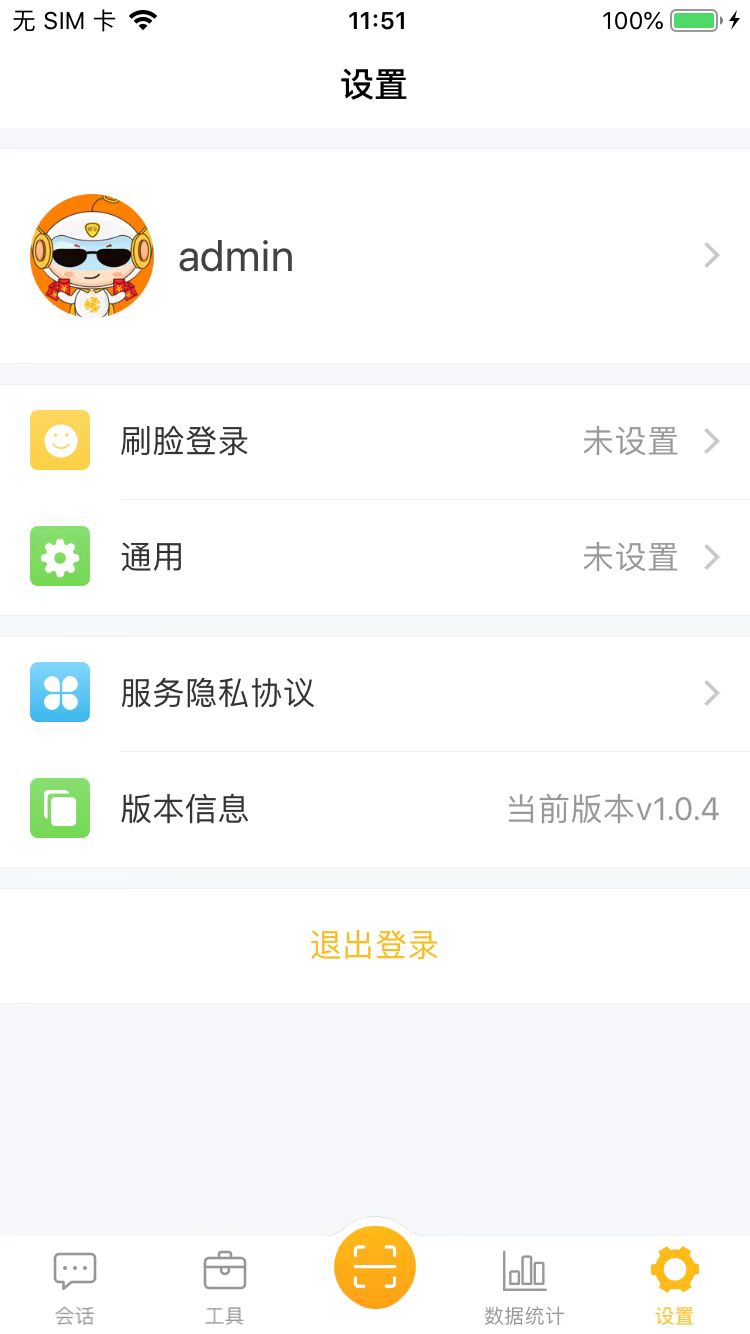 无 SIM 卡 11:51 100%
设置
admin
刷脸登录 未设置
通用 未设置
服务隐私协议
版本信息 当前版本v1.0.4
退出登录
会话 工具 数据统计 设置